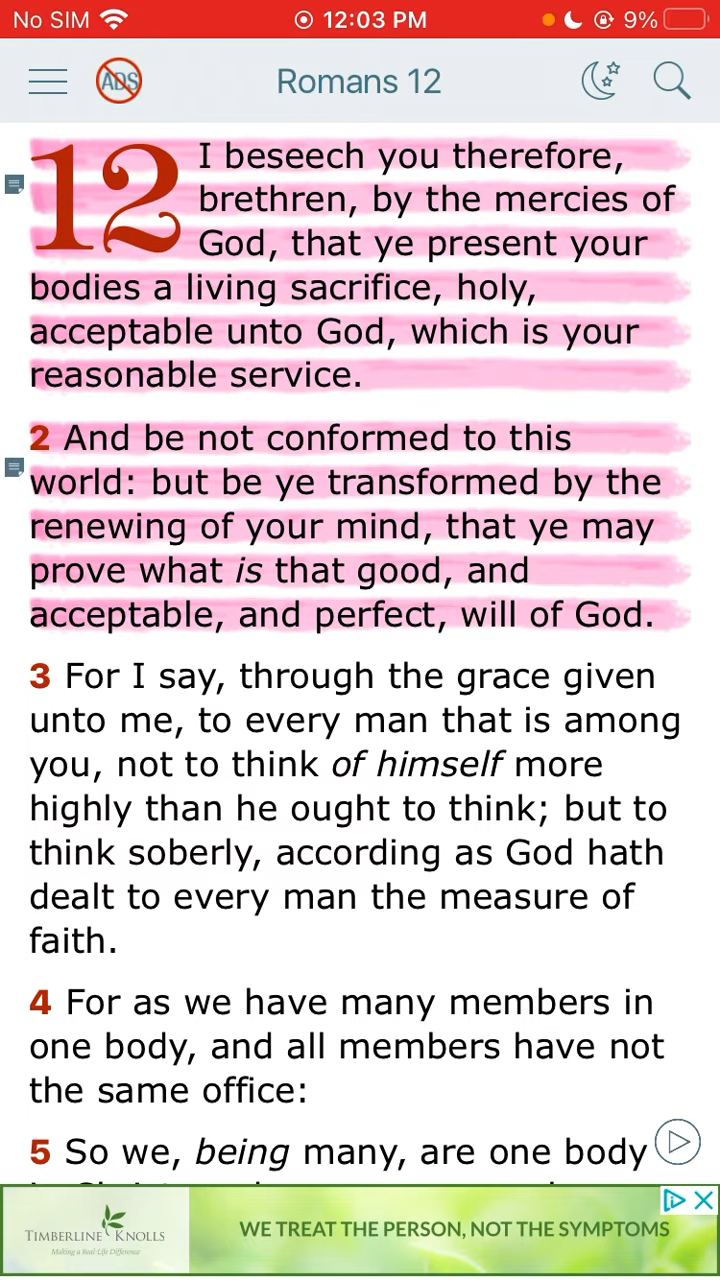 No SIM 12:03 PM 9%
ADS Romans 12
12 I beseech you therefore,
brethren, by the mercies of
God, that ye present your
bodies a living sacrifice, holy,
acceptable unto God, which is your
reasonable service.
2 And be not conformed to this
world: but be ye transformed by the
renewing of your mind, that ye may
prove what is that good, and
acceptable, and perfect, will of God.
3 For I say, through the grace given
unto me, to every man that is among
you, not to think of himself more
highly than he ought to think; but to
think soberly, according as God hath
dealt to every man the measure of
faith.
4 For as we have many members in
one body, and all members have not
the same office:
5 So we, being many, are one body
TIMBERLINE KNOLLS
Making a Real-Life Difference
WE TREAT THE PERSON, NOT THE SYMPTOMS